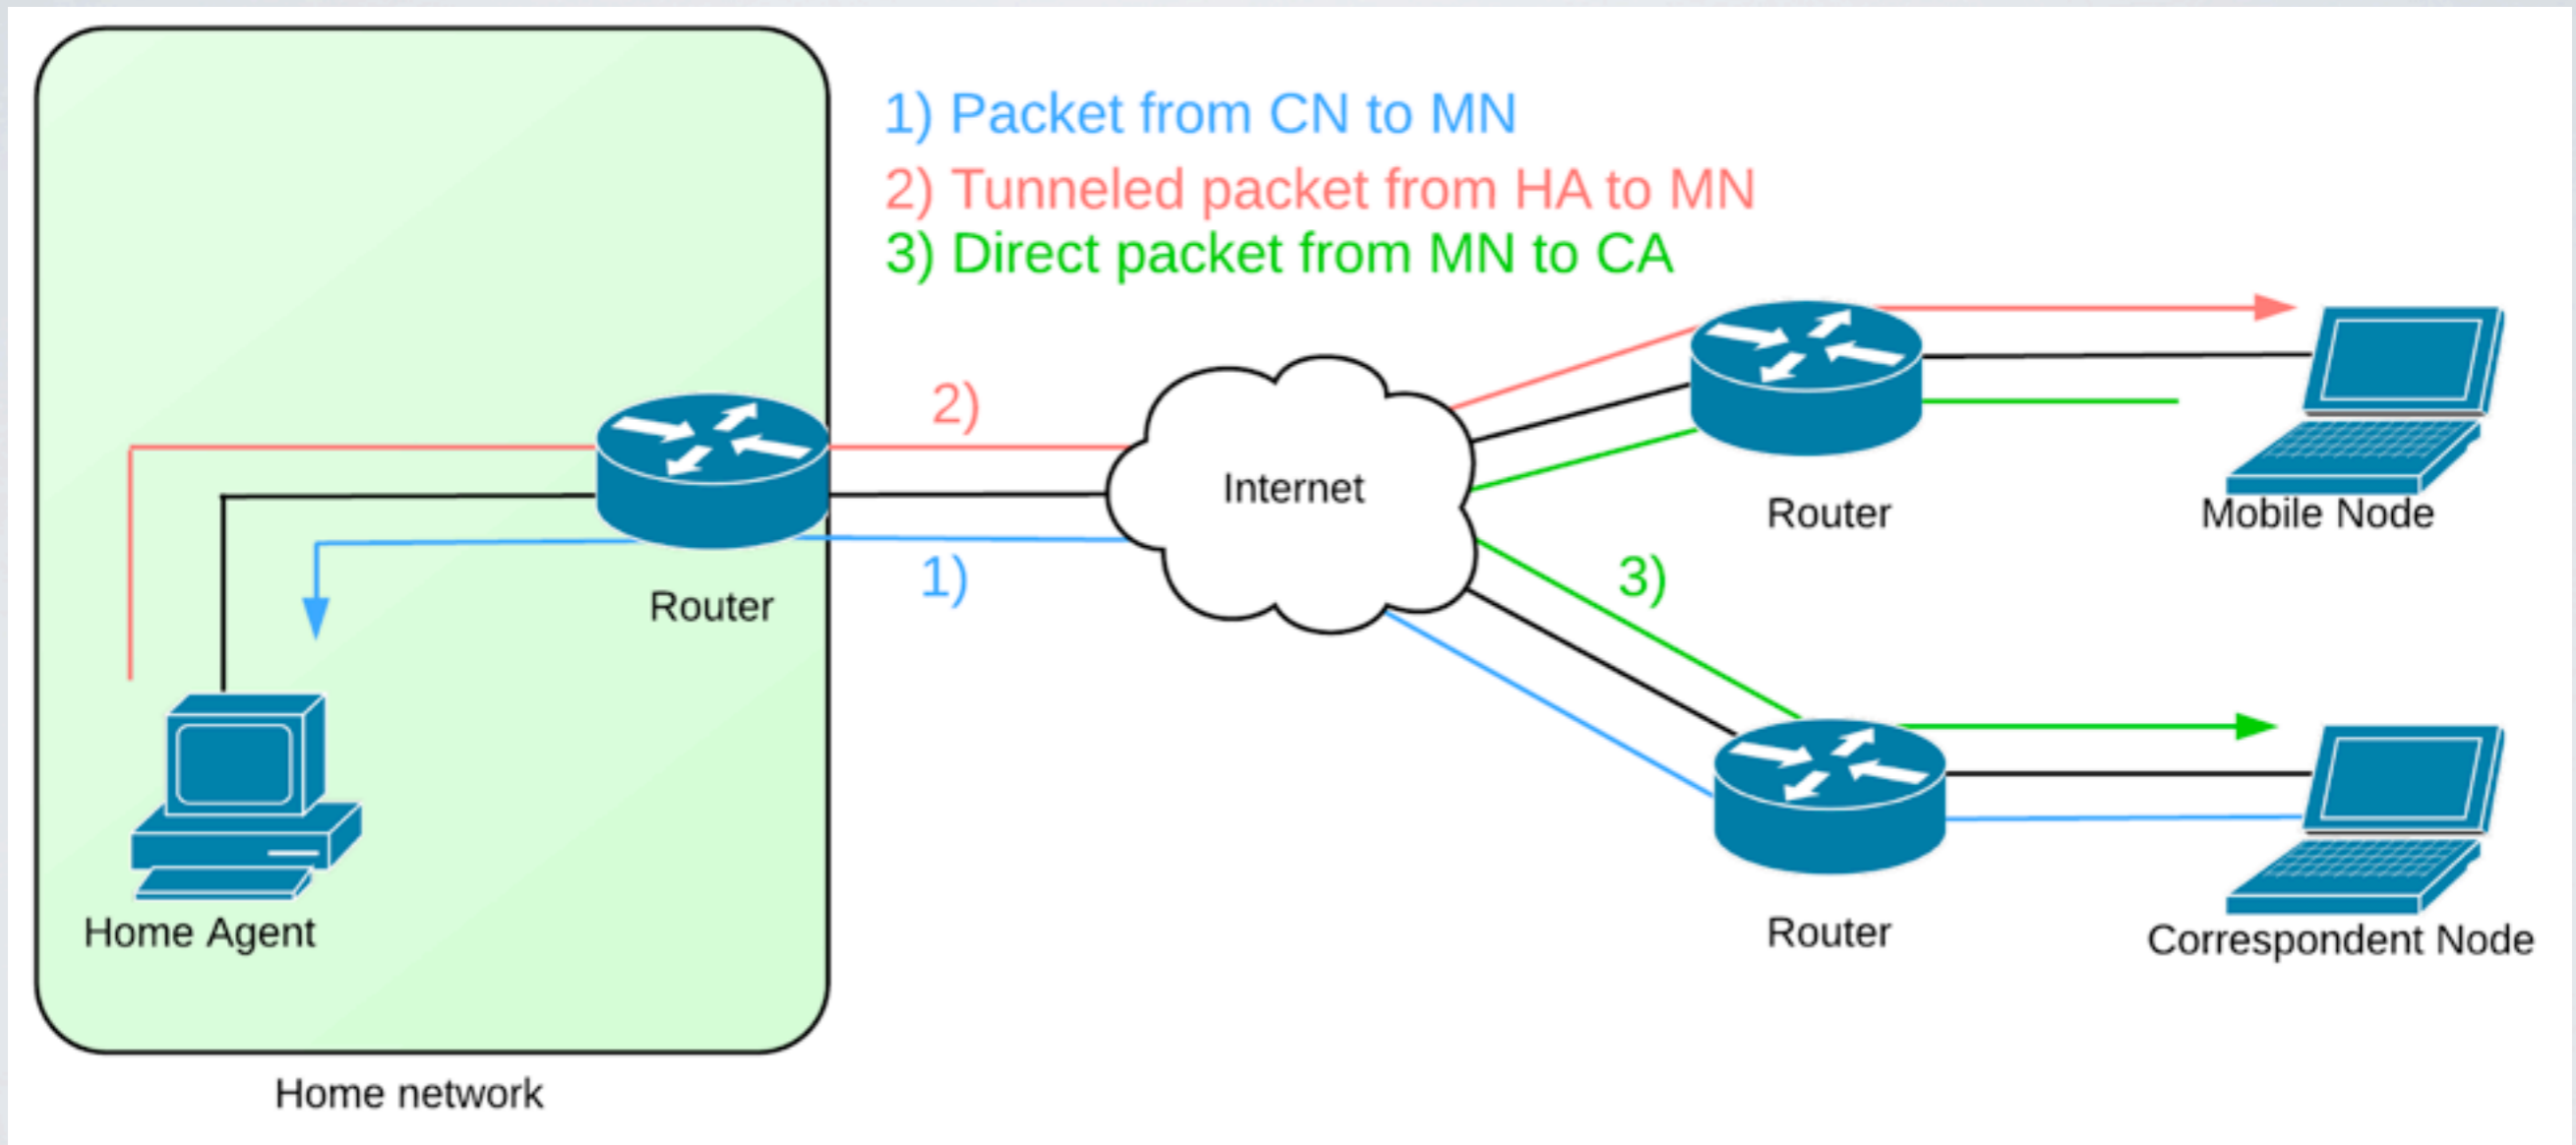 1) Packet from CN to MN
2) Tunneled packet from HA to MN
3) Direct packet from MN to CA
2)
Internet
Router
Mobile Node
1)
Router
3)
Home Agent
Router
Correspondent Node
Home network